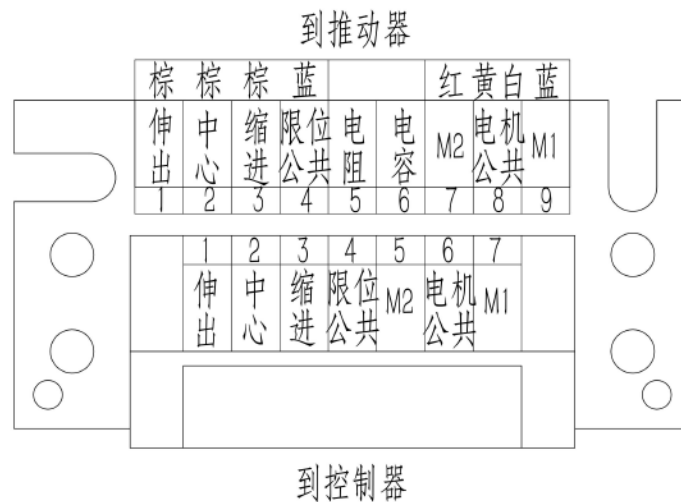 到推动器
棕 棕 棕 蓝 红 黄 白 蓝
伸出 中心 缩进 限位公共 电阻 电容 M2 电机公共 M1
1 2 3 4 5 6 7 8 9
1 2 3 4 5 6 7
伸出 中心 缩进 限位公共 M2 电机公共 M1
到控制器